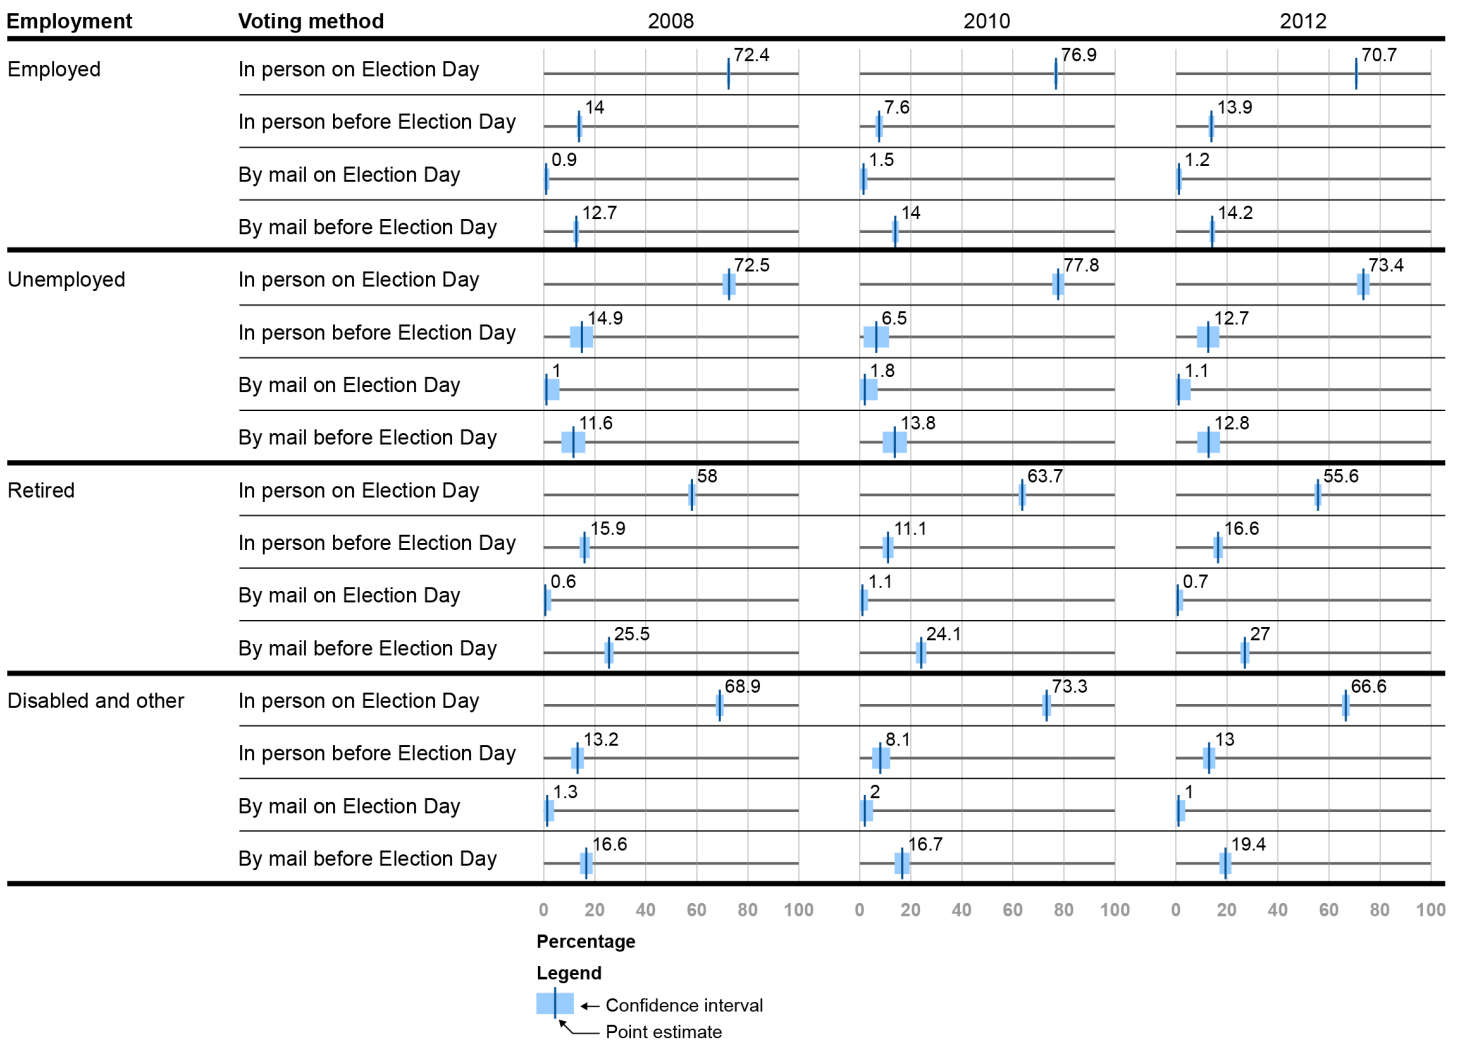 Employment Voting method 2008 2010 2012
Employed In person on Election Day 72.4 76.9 70.7
In person before Election Day 14 7.6 13.9
By mail on Election Day 0.9 1.5 1.2
By mail before Election Day 12.7 14 14.2
Unemployed In person on Election Day 72.5 77.8 73.4
In person before Election Day 14.9 6.5 12.7
By mail on Election Day 1 1.8 1.1
By mail before Election Day 11.6 13.8 12.8
Retired In person on Election Day 58 63.7 55.6
In person before Election Day 15.9 11.1 16.6
By mail on Election Day 0.6 1.1 0.7
By mail before Election Day 25.5 24.1 27
Disabled and other In person on Election Day 68.9 73.3 66.6
In person before Election Day 13.2 8.1 13
By mail on Election Day 1.3 2 1
By mail before Election Day 16.6 16.7 19.4
0 20 40 60 80 100 0 20 40 60 80 100 0 20 40 60 80 100
Percentage
Legend
Confidence interval
Point estimate